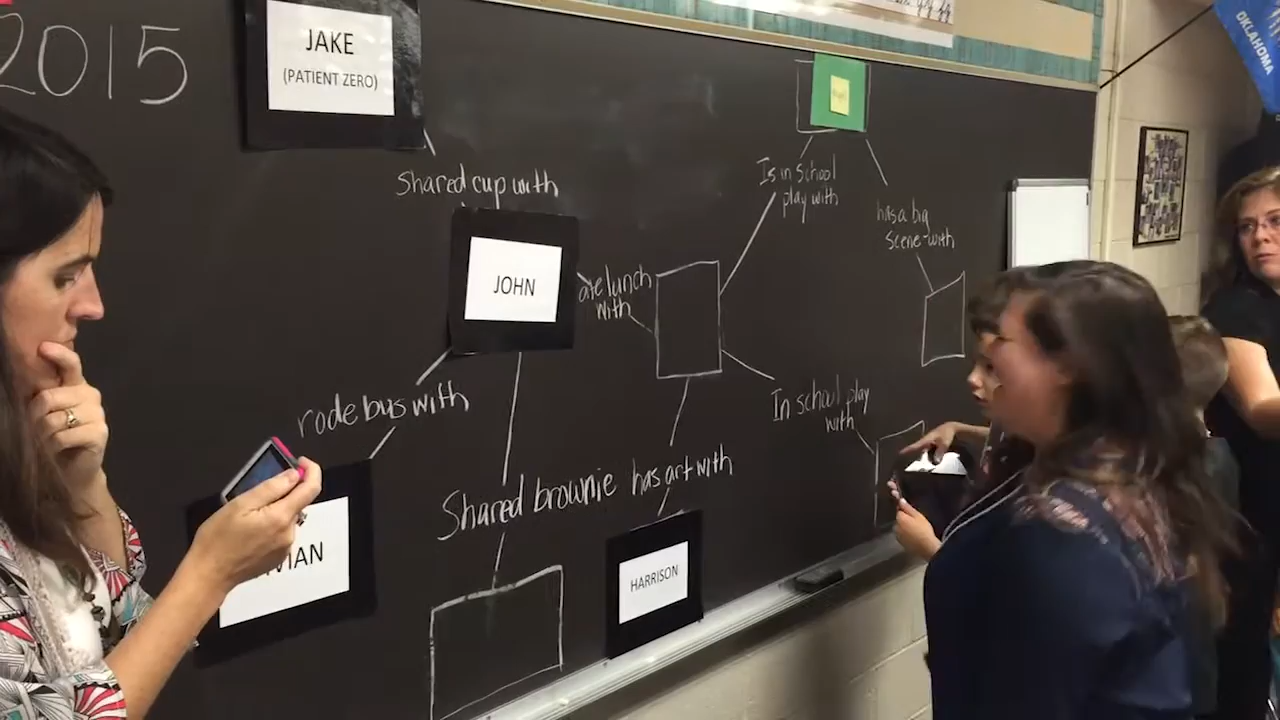 2015
JAKE
(PATIENT ZERO)
OKLAHOMA
Shared cup with
Is in school
play with
has a big
scene with
JOHN
ate lunch
with
rode bus with
In school play
with
Shared brownie
has art with
VIAN
HARRISON